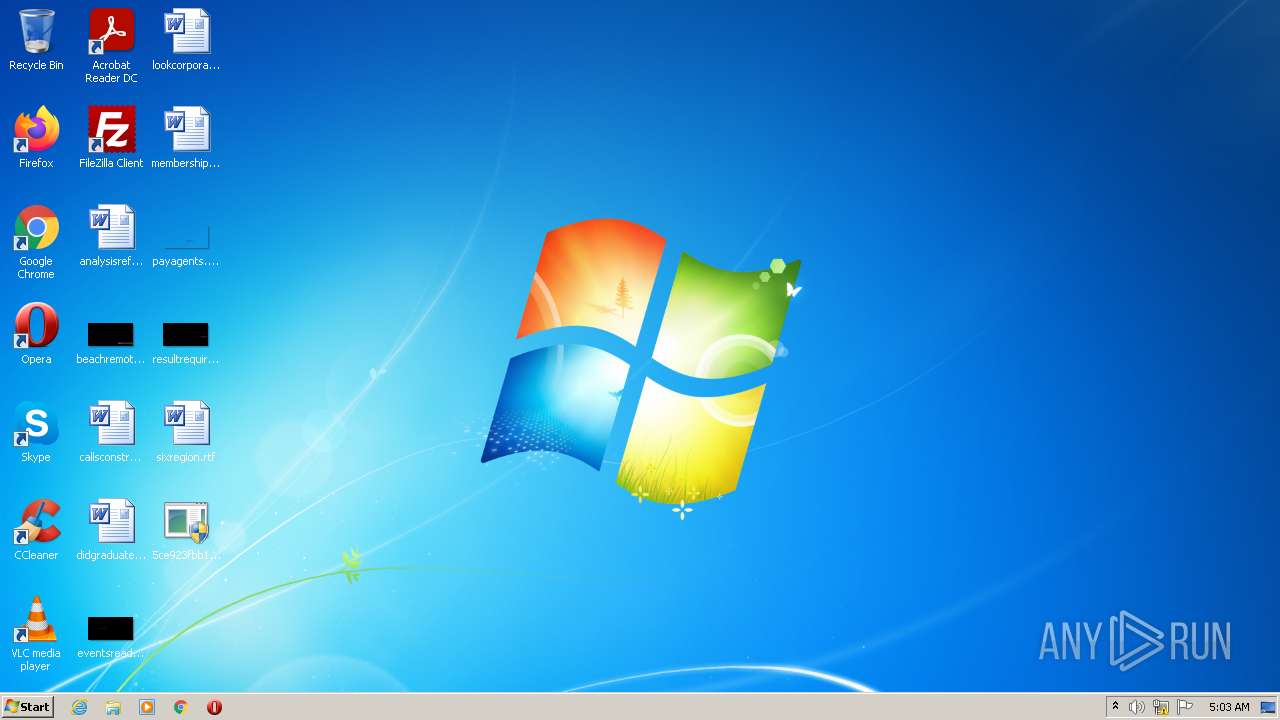 Recycle Bin
Acrobat
Reader DC
lookcorpora...
Firefox
FileZilla Client
membership...
Google
Chrome
analysisref...
payagents....
Opera
beachremot...
resultrequir...
Skype
callsconstr...
sixregion.rtf
CCleaner
didgraduate...
5ce923fbb1...
VLC media
player
eventsread...
ANY RUN
Start
5:03 AM